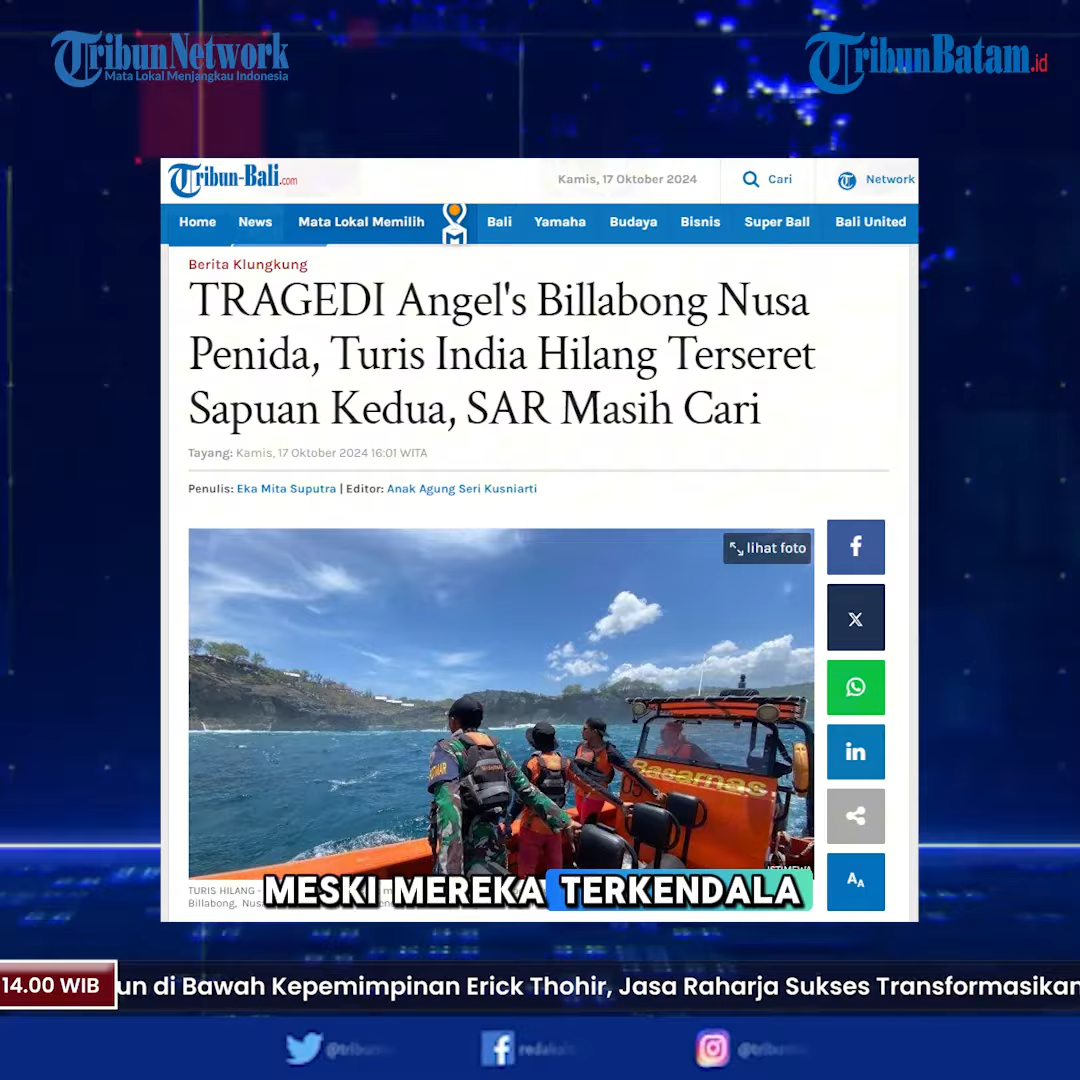 TribunNetwork
Mata Lokal Menjangkau Indonesia
TribunBatam.id
Tribun-Bali.com
Kamis, 17 Oktober 2024
Cari
Network
Home News Mata Lokal Memilih Bali Yamaha Budaya Bisnis Super Ball Bali United
Berita Klungkung
TRAGEDI Angel's Billabong Nusa
Penida, Turis India Hilang Terseret
Sapuan Kedua, SAR Masih Cari
Tayang: Kamis, 17 Oktober 2024 16:01 WITA
Penulis: Eka Mita Suputra | Editor: Anak Agung Seri Kusniarti
lihat foto
Basarnas
TURIS HILANG -
Billabong,
MESKI MEREKA TERKENDALA
14.00 WIB
un di Bawah Kepemimpinan Erick Thohir, Jasa Raharja Sukses Transformasikan